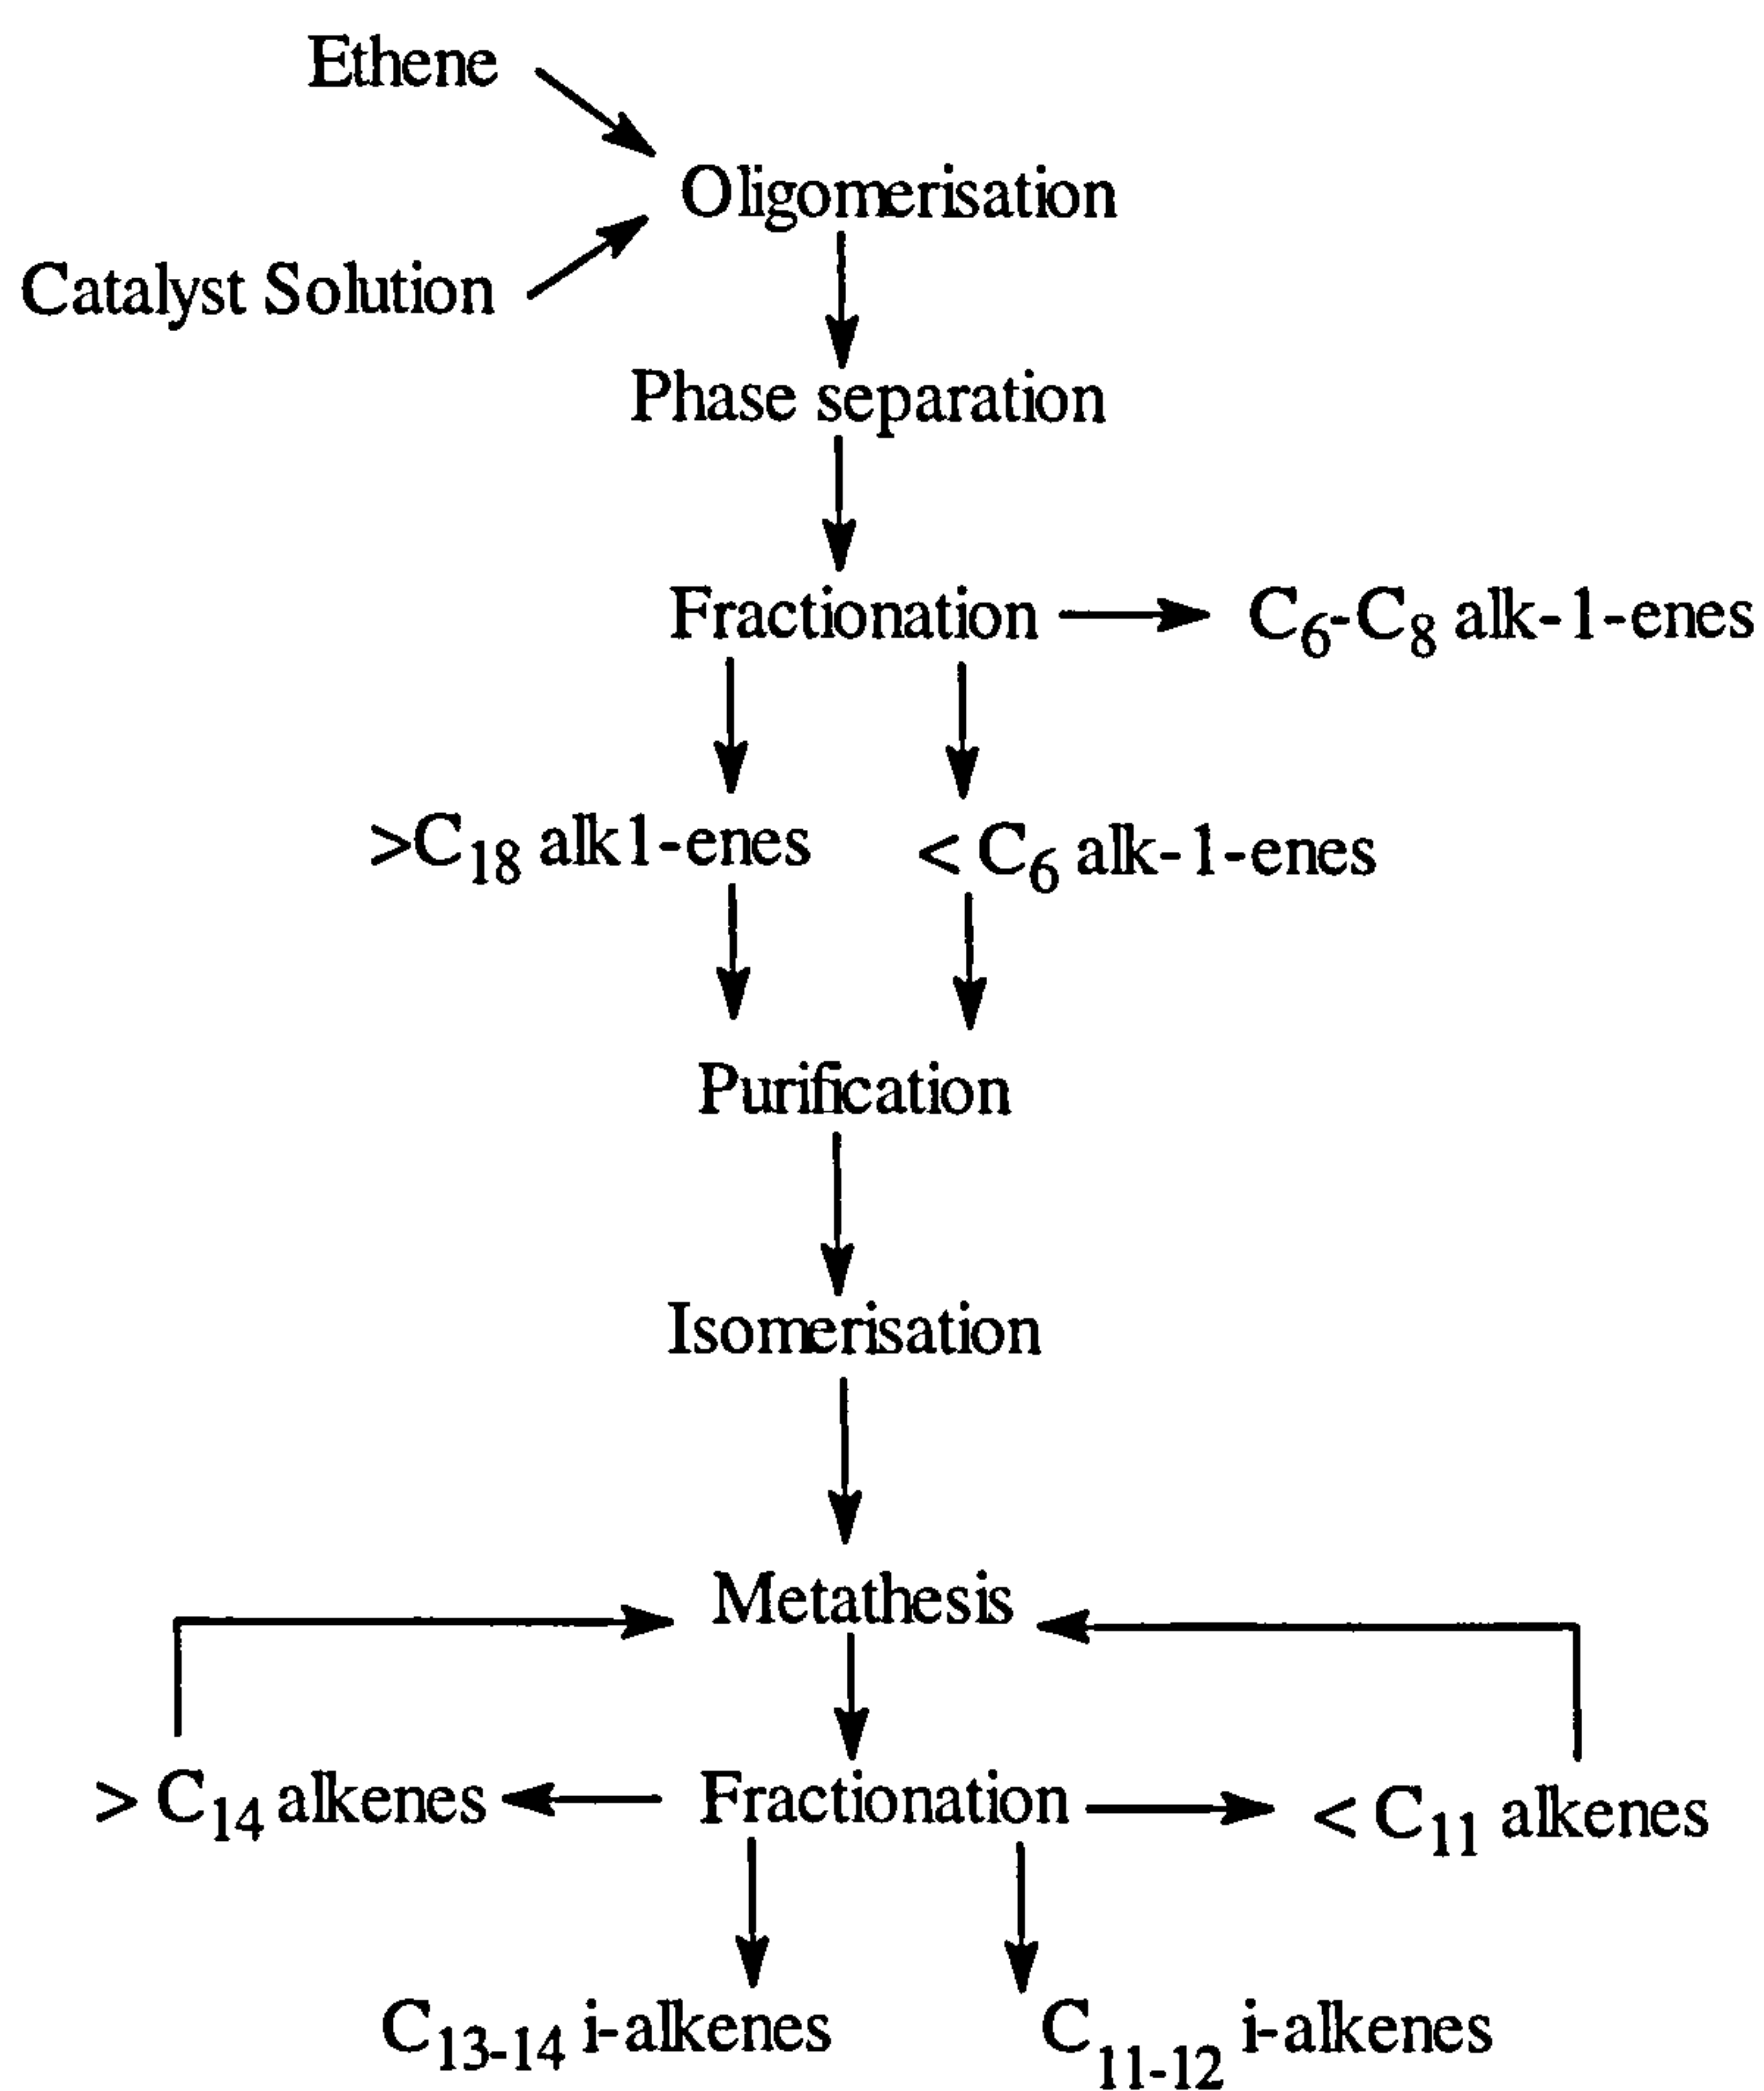 Ethene
Oligomerisation
Catalyst Solution
Phase separation
Fractionation
C6-C8 alk-1-enes
>C18 alk1-enes
< C6 alk-1-enes
Purification
Isomerisation
Metathesis
> C14 alkenes
Fractionation
< C11 alkenes
C13-14 i-alkenes
C11-12 i-alkenes